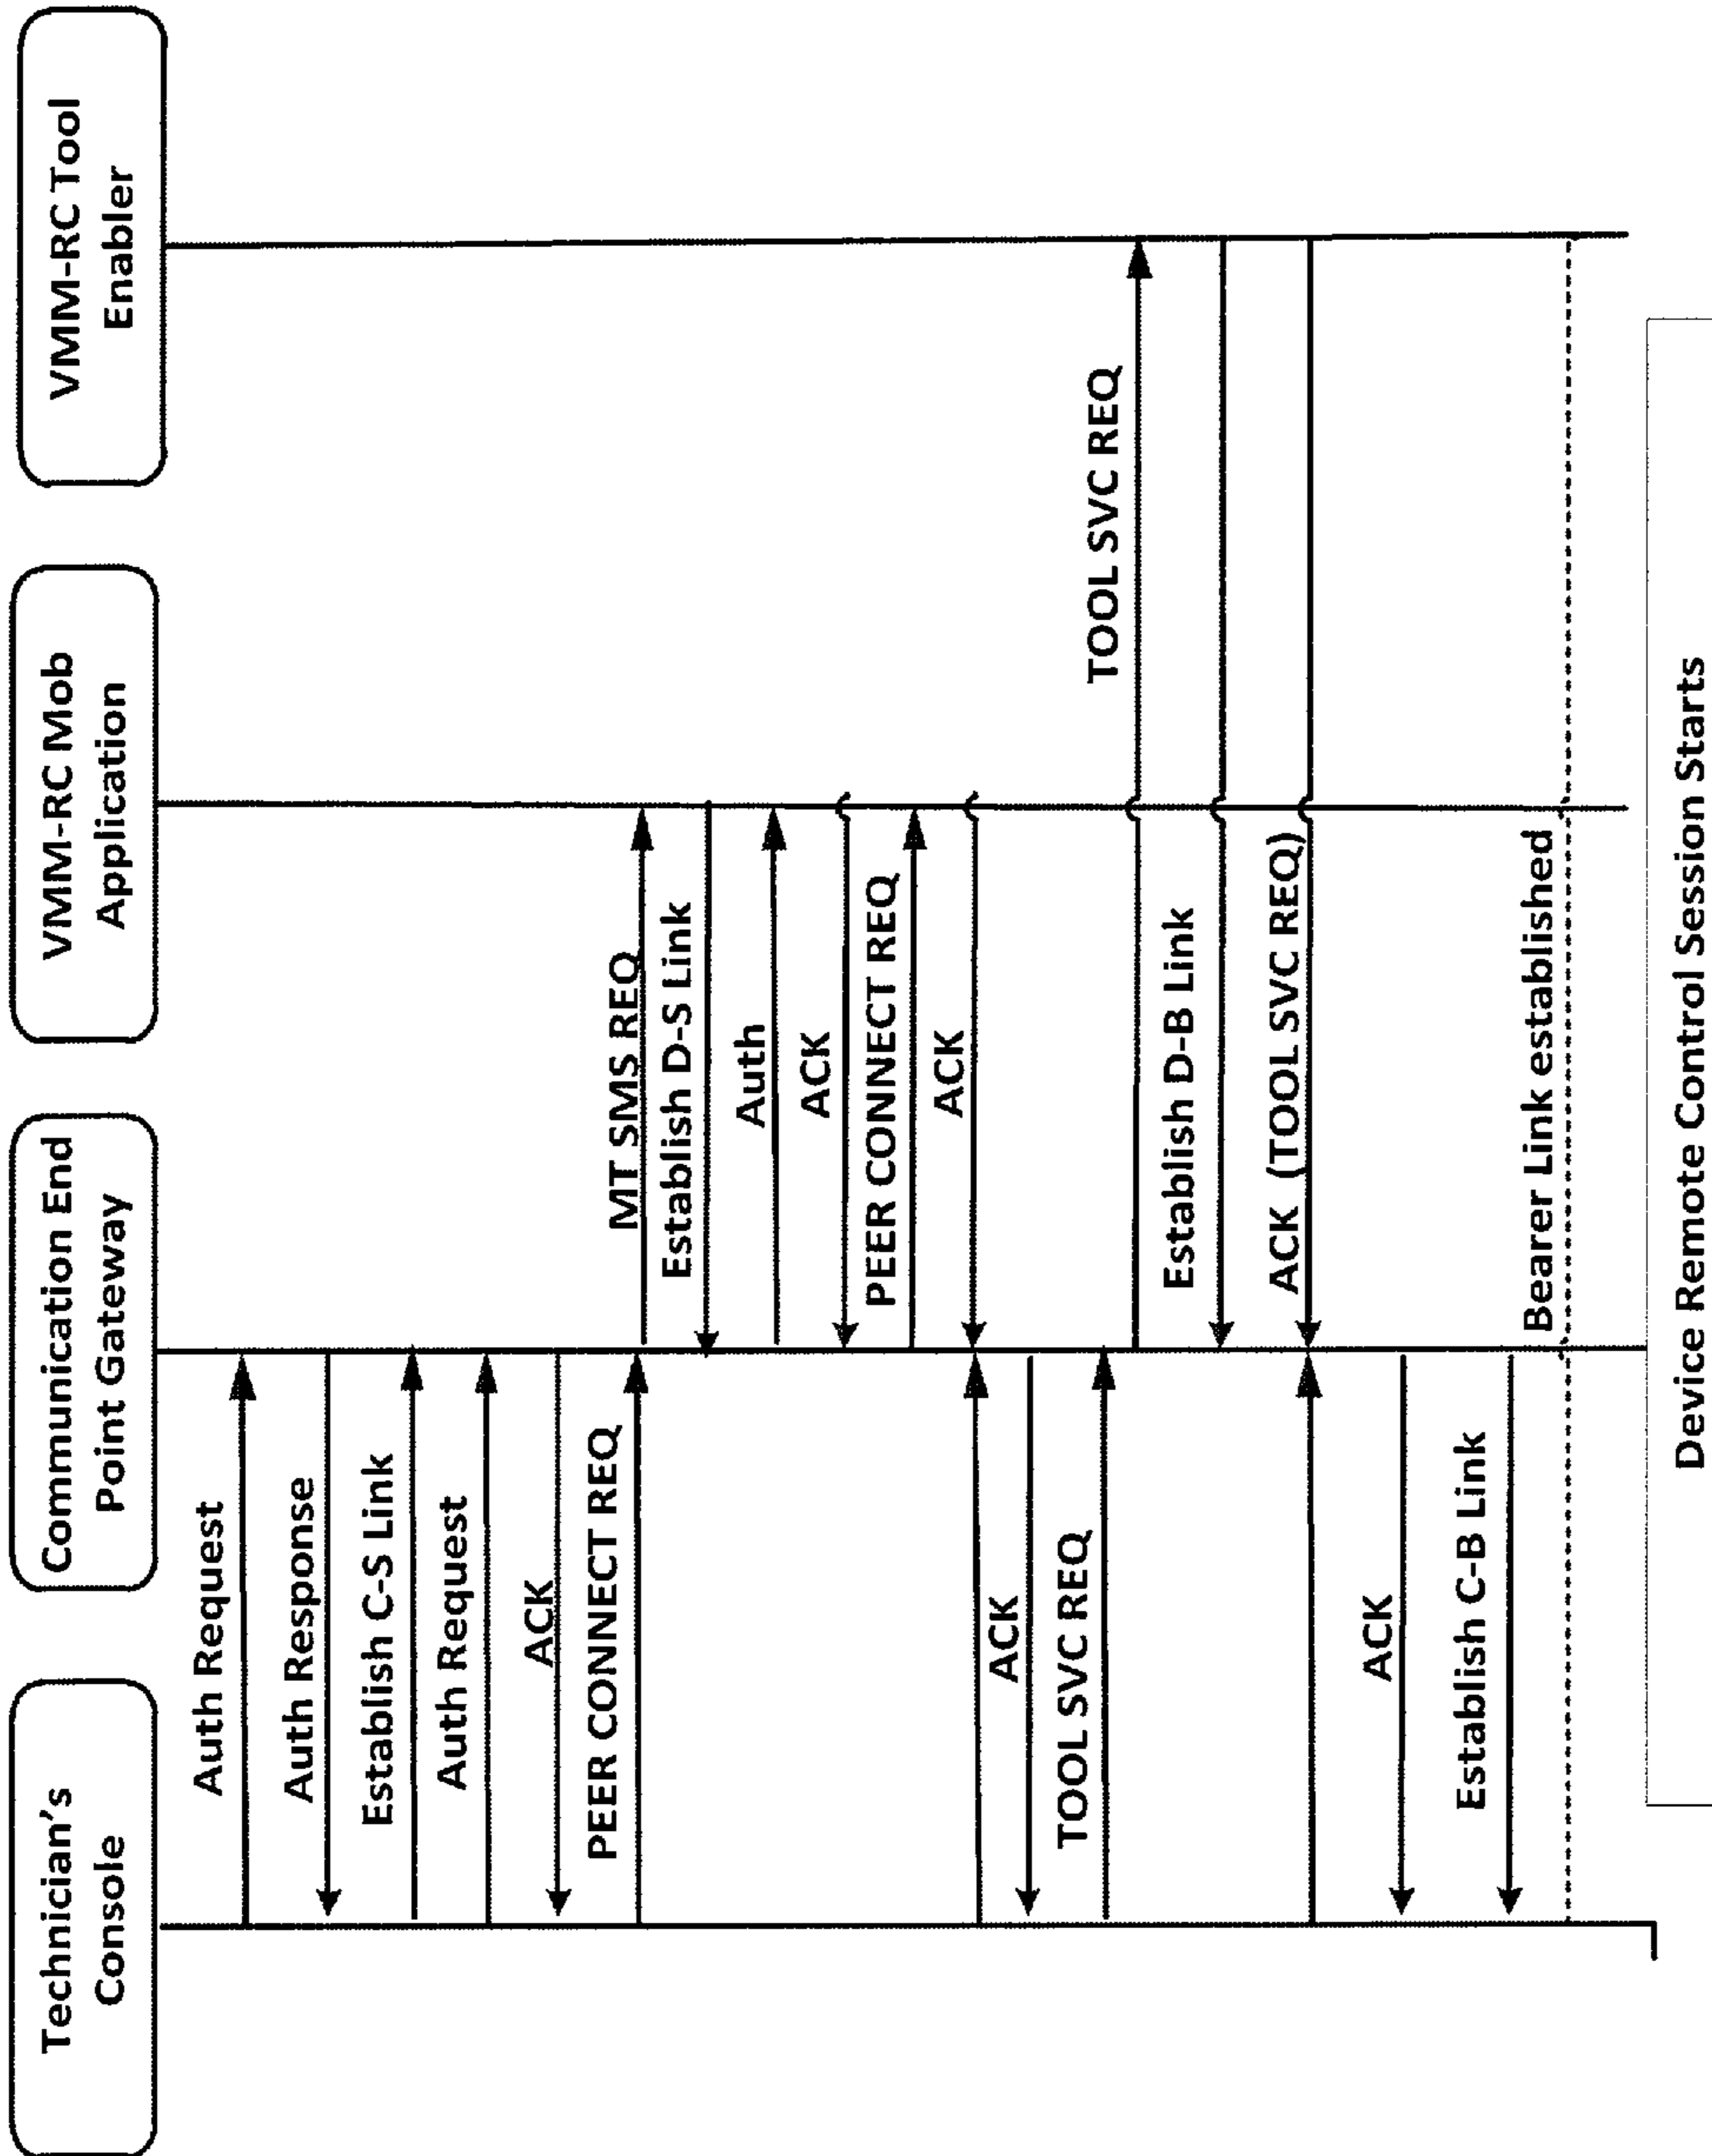 Technician's
Console
Communication End
Point Gateway
VMM-RC Mob
Application
VMM-RC Tool
Enabler
Auth Request
Auth Response
Establish C-S Link
Auth Request
ACK
PEER CONNECT REQ
MT SMS REQ
Establish D-S Link
Auth
ACK
PEER CONNECT REQ
ACK
ACK
TOOL SVC REQ
TOOL SVC REQ
Establish D-B Link
ACK (TOOL SVC REQ)
ACK
Establish C-B Link
Bearer Link established
Device Remote Control Session Starts